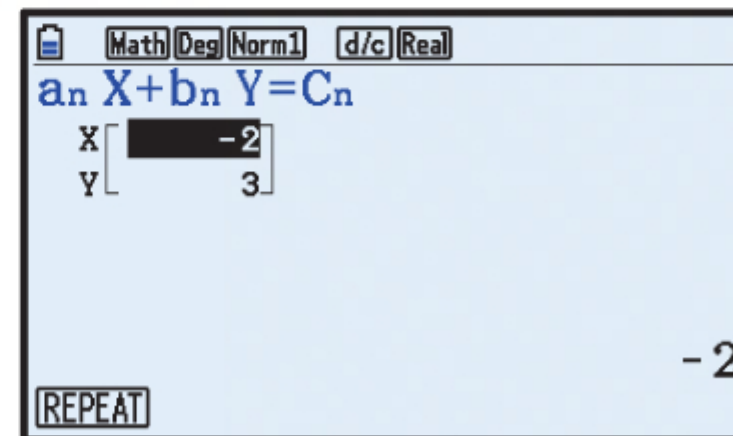 Math Deg Norm1 d/c Real
an X+bn Y=Cn
X -2
Y 3
-2
REPEAT